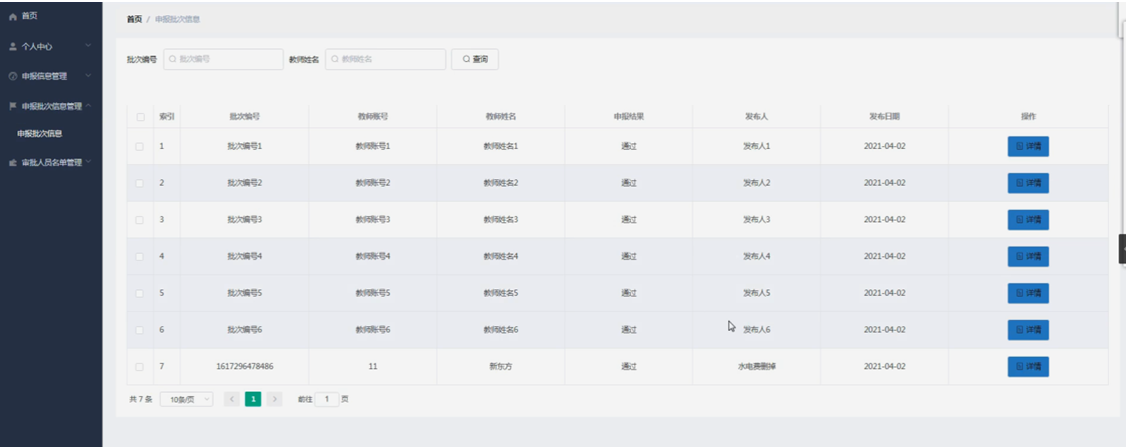 首页
个人中心
申报信息管理
申报批次信息管理
申报批次信息
审批人员名单管理
首页 / 申报批次信息
批次编号 批次编号 教师姓名 教师姓名 查询
索引 批次编号 教师账号 教师姓名 申报结果 发布人 发布日期 操作
1 批次编号1 教师账号1 教师姓名1 通过 发布人1 2021-04-02 详情
2 批次编号2 教师账号2 教师姓名2 通过 发布人2 2021-04-02 详情
3 批次编号3 教师账号3 教师姓名3 通过 发布人3 2021-04-02 详情
4 批次编号4 教师账号4 教师姓名4 通过 发布人4 2021-04-02 详情
5 批次编号5 教师账号5 教师姓名5 通过 发布人5 2021-04-02 详情
6 批次编号6 教师账号6 教师姓名6 通过 发布人6 2021-04-02 详情
7 1617296478486 11 新东方 通过 水电费删掉 2021-04-02 详情
共 7 条 10条/页 < 1 > 前往 1 页